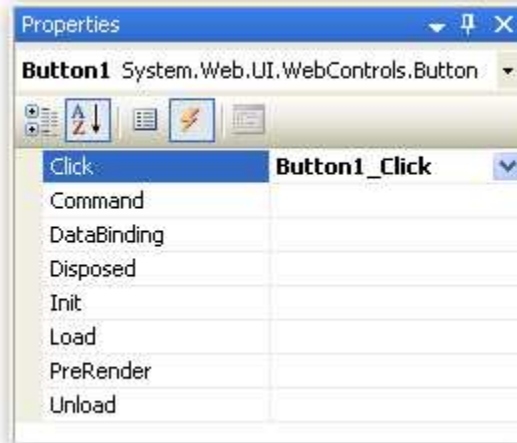 Properties
Button1 System.Web.UI.WebControls.Button
A Z
Click Button1_Click
Command
DataBinding
Disposed
Init
Load
PreRender
Unload